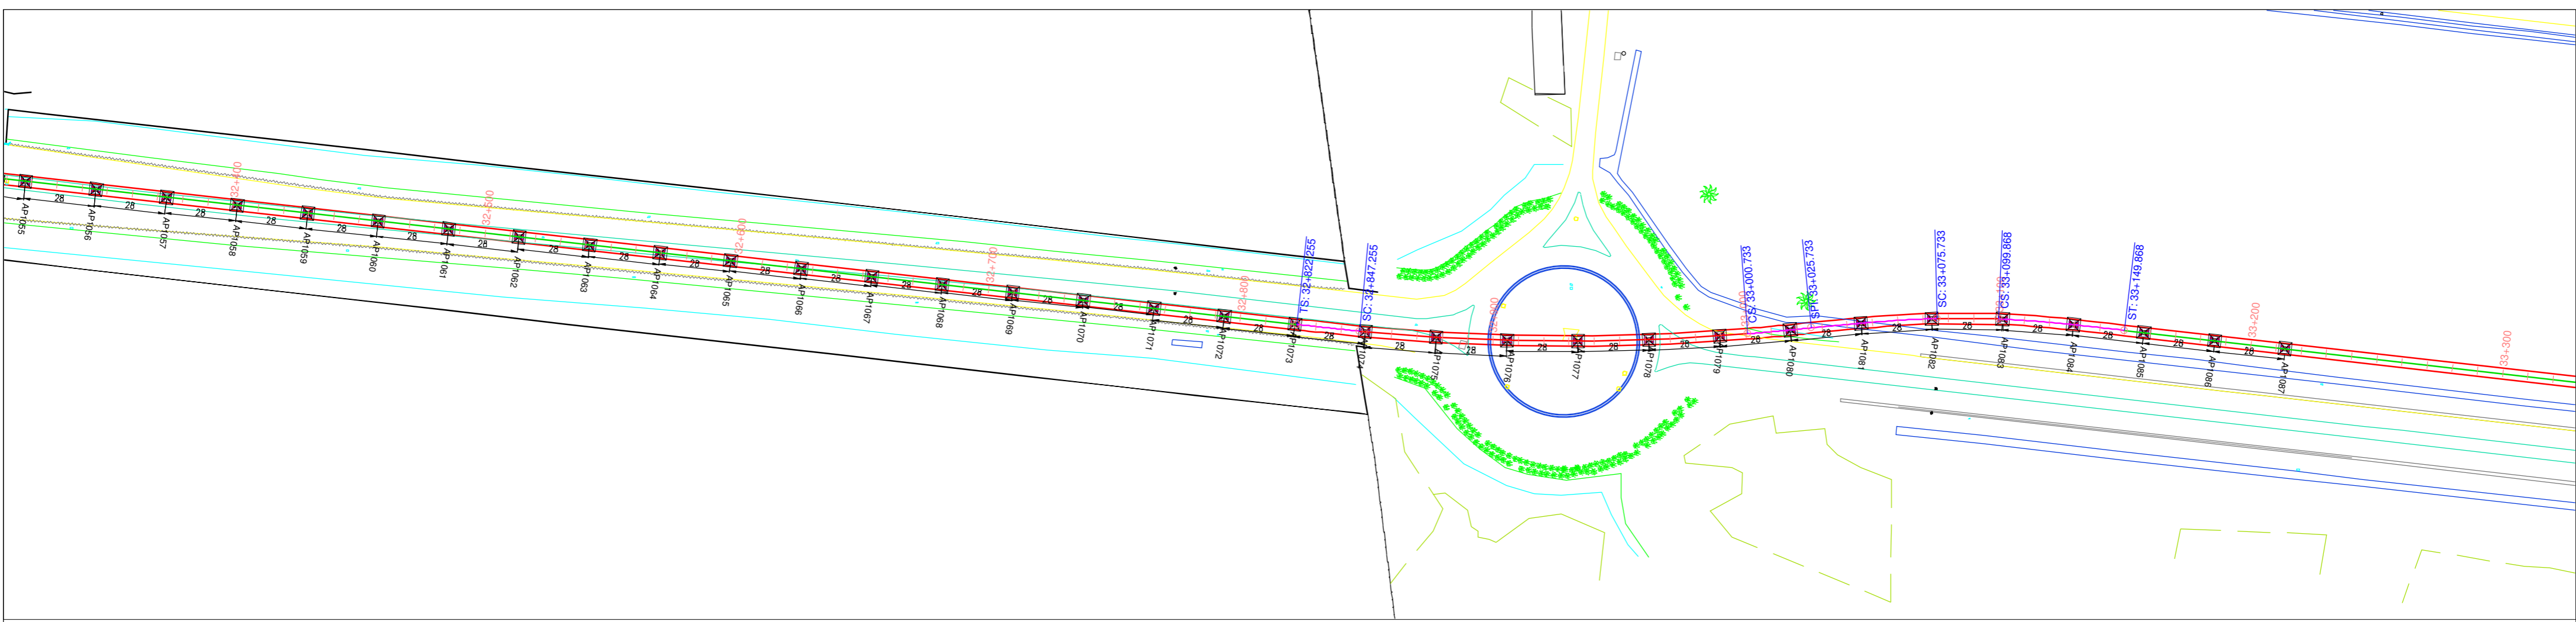 AP1055
28
AP1056
28
AP1057
28
32+400
AP1058
28
AP1059
28
AP1060
28
AP1061
28
32+500
AP1062
28
AP1063
28
AP1064
28
AP1065
32+600
28
AP1066
28
AP1067
28
AP1068
28
32+700
AP1069
28
AP1070
28
AP1071
28
AP1072
32+800
28
AP1073
TS: 32+822.255
28
AP1074
SC: 32+847.255
28
AP1075
28
32+900
AP1076
28
AP1077
28
AP1078
28
AP1079
28
CS: 33+000.733
AP1080
SPI: 33+025.733
28
AP1081
28
AP1082
SC: 33+075.733
28
AP1083
CS: 33+099.868
28
AP1084
28
ST: 33+149.868
AP1085
28
AP1086
28
33+200
AP1087
33+300